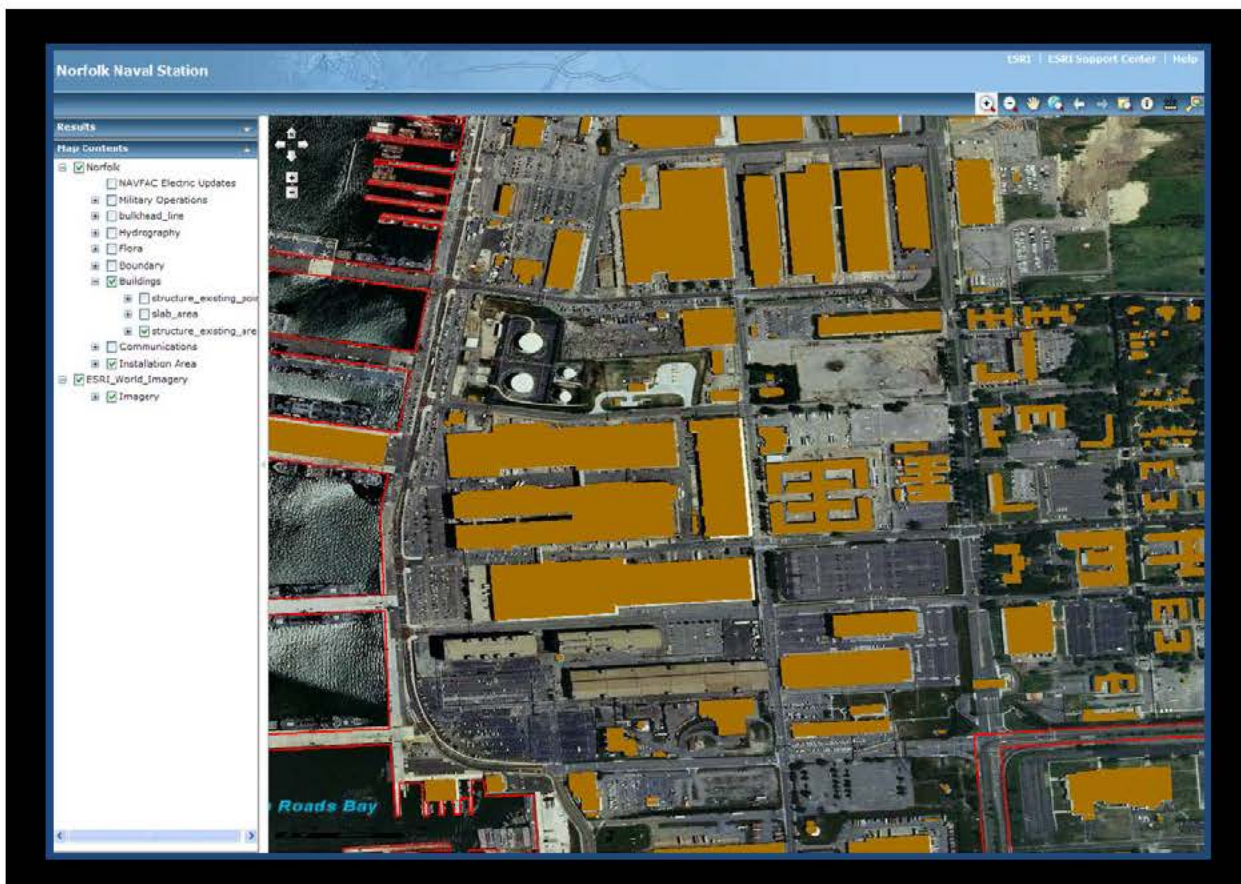 Norfolk Naval Station
ESRI | ESRI Support Center | Help
Results
Map Contents
Norfolk
NAVFAC Electric Updates
Military Operations
bulkhead_line
Hydrography
Flora
Boundary
Buildings
structure_existing_poi
slab_area
structure_existing_are
Communications
Installation Area
ESRI_World_Imagery
Imagery
Roads Bay